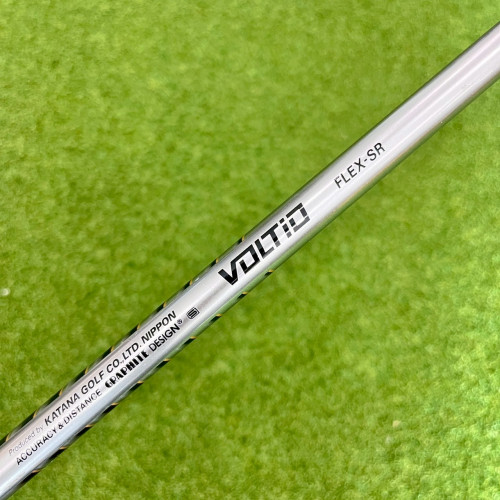 Produced by KATANA GOLF CO.,LTD. NIPPON
ACCURACY & DISTANCE GRAPHITE DESIGN® S
VOLTiO
FLEX-SR